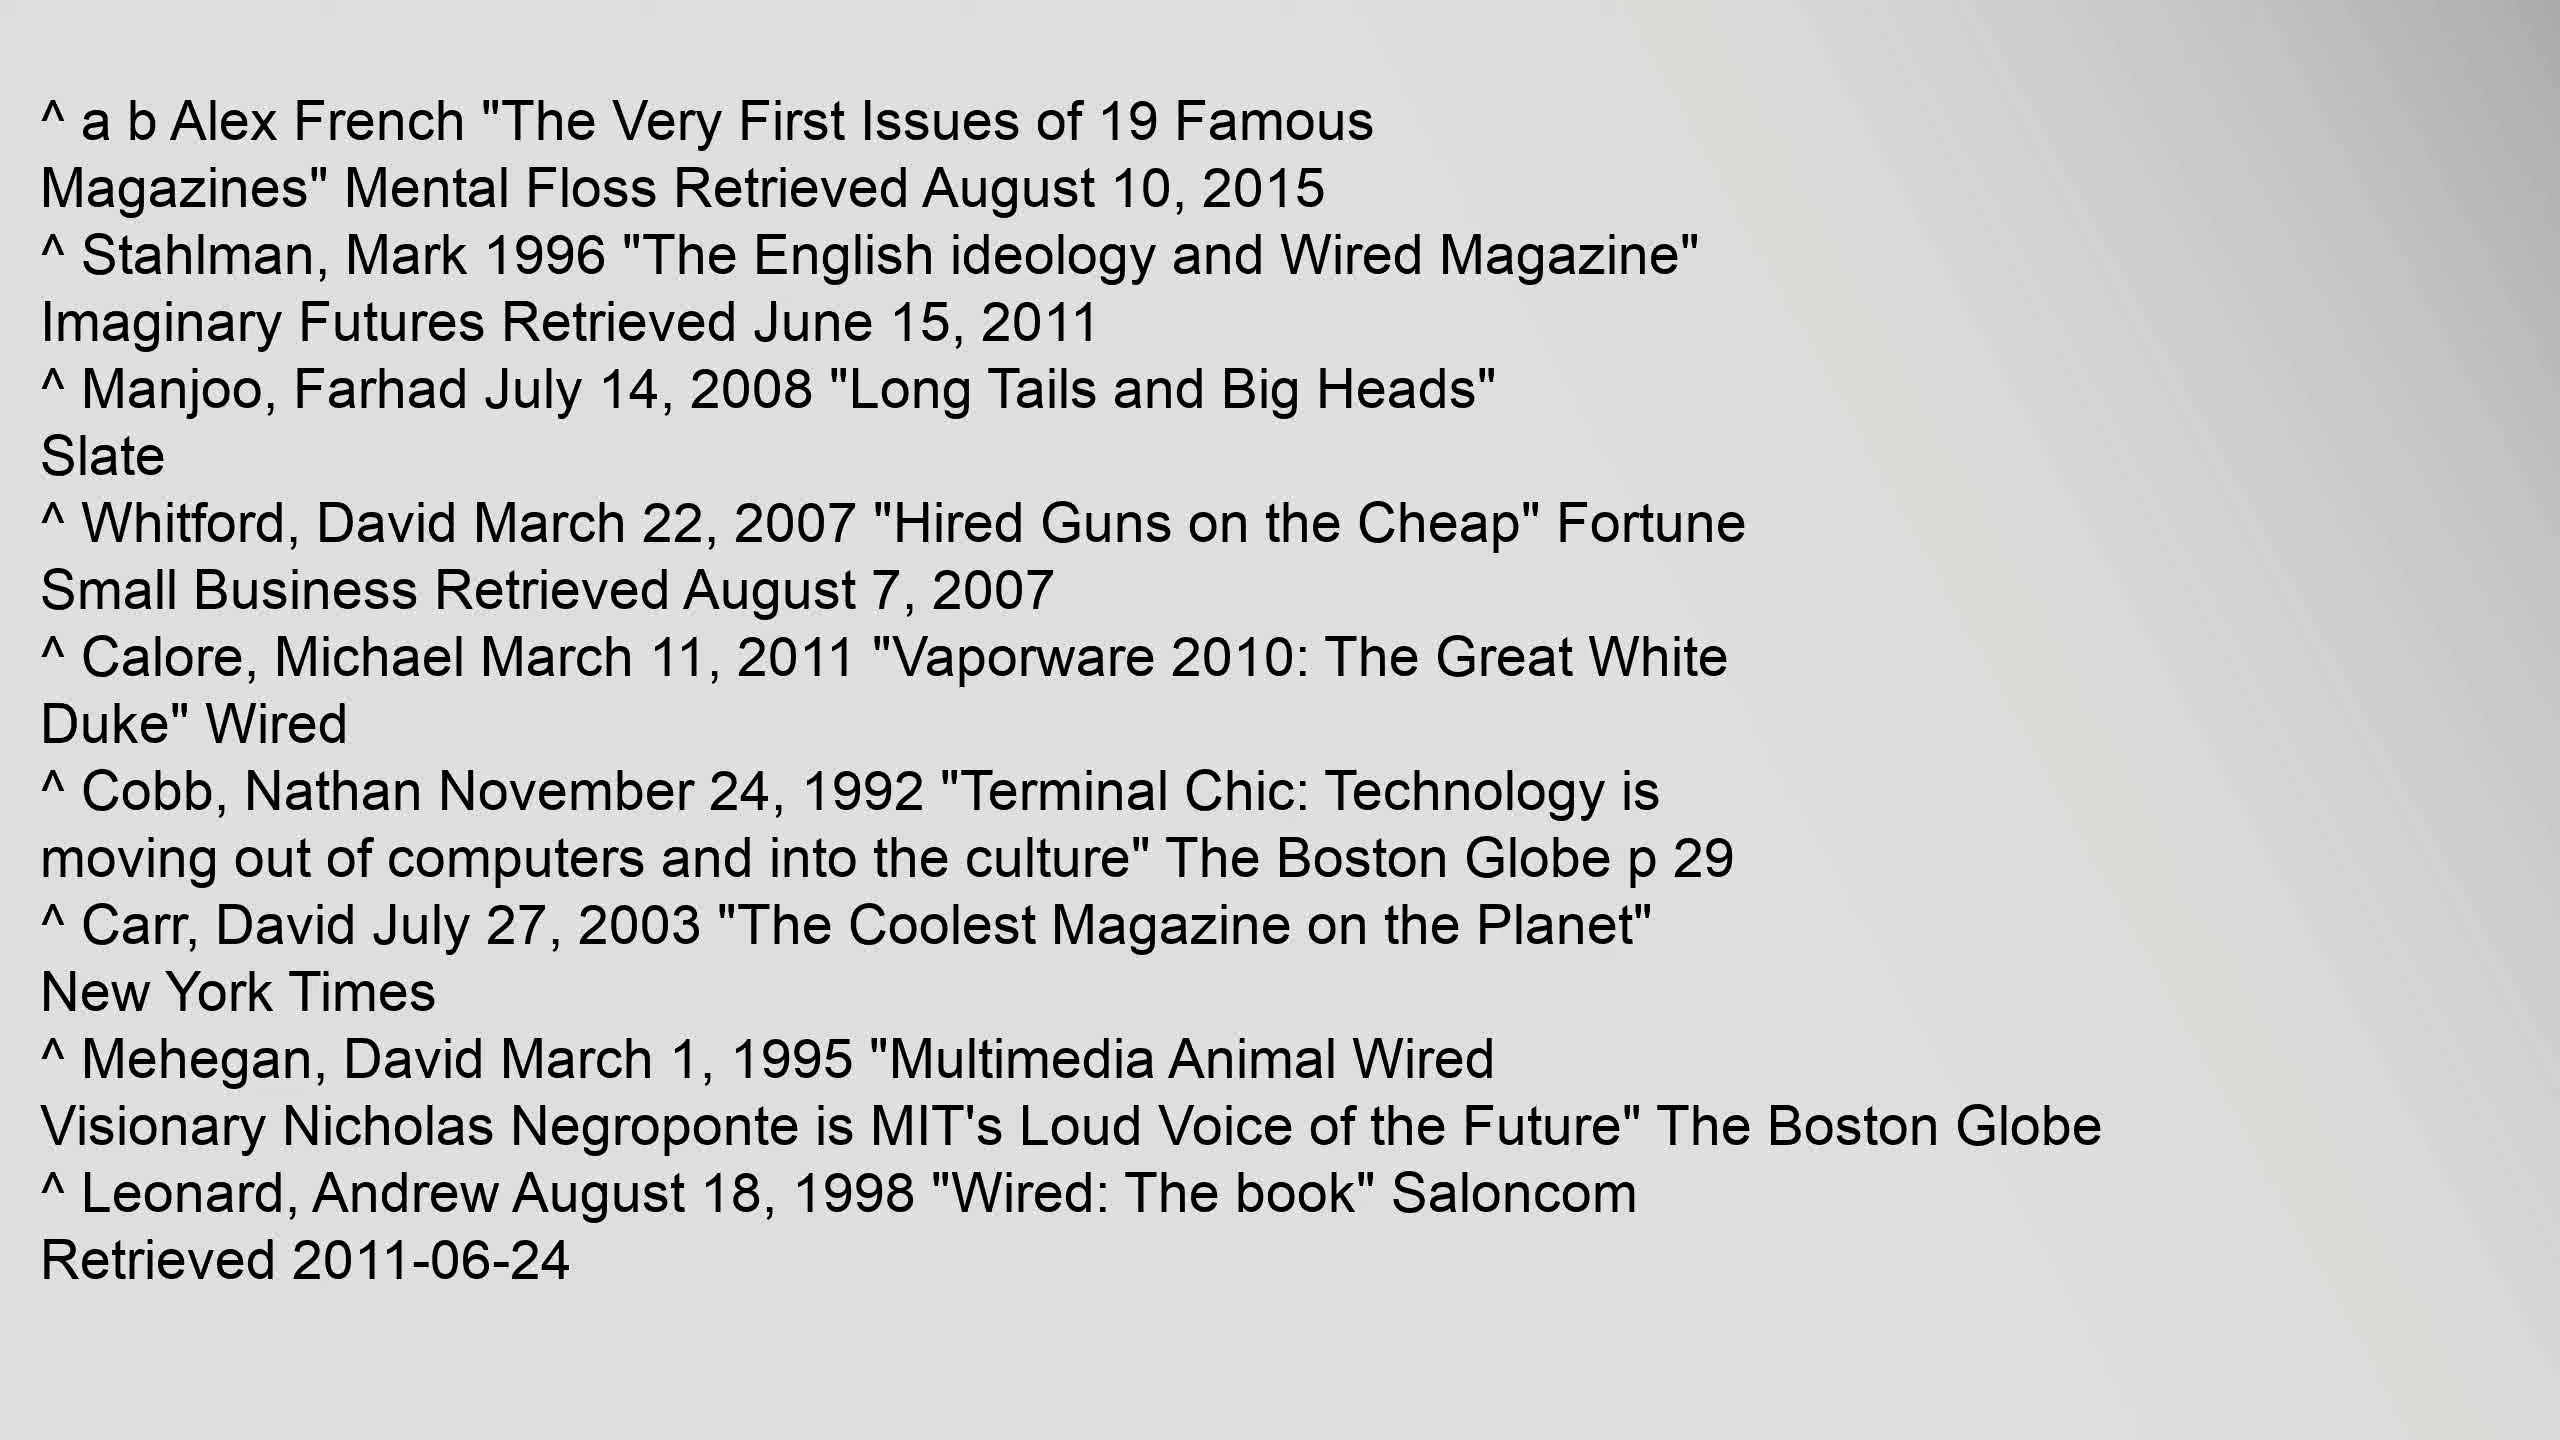 ^ a b Alex French "The Very First Issues of 19 Famous
Magazines" Mental Floss Retrieved August 10, 2015
^ Stahlman, Mark 1996 "The English ideology and Wired Magazine"
Imaginary Futures Retrieved June 15, 2011
^ Manjoo, Farhad July 14, 2008 "Long Tails and Big Heads"
Slate
^ Whitford, David March 22, 2007 "Hired Guns on the Cheap" Fortune
Small Business Retrieved August 7, 2007
^ Calore, Michael March 11, 2011 "Vaporware 2010: The Great White
Duke" Wired
^ Cobb, Nathan November 24, 1992 "Terminal Chic: Technology is
moving out of computers and into the culture" The Boston Globe p 29
^ Carr, David July 27, 2003 "The Coolest Magazine on the Planet"
New York Times
^ Mehegan, David March 1, 1995 "Multimedia Animal Wired
Visionary Nicholas Negroponte is MIT's Loud Voice of the Future" The Boston Globe
^ Leonard, Andrew August 18, 1998 "Wired: The book" Saloncom
Retrieved 2011-06-24